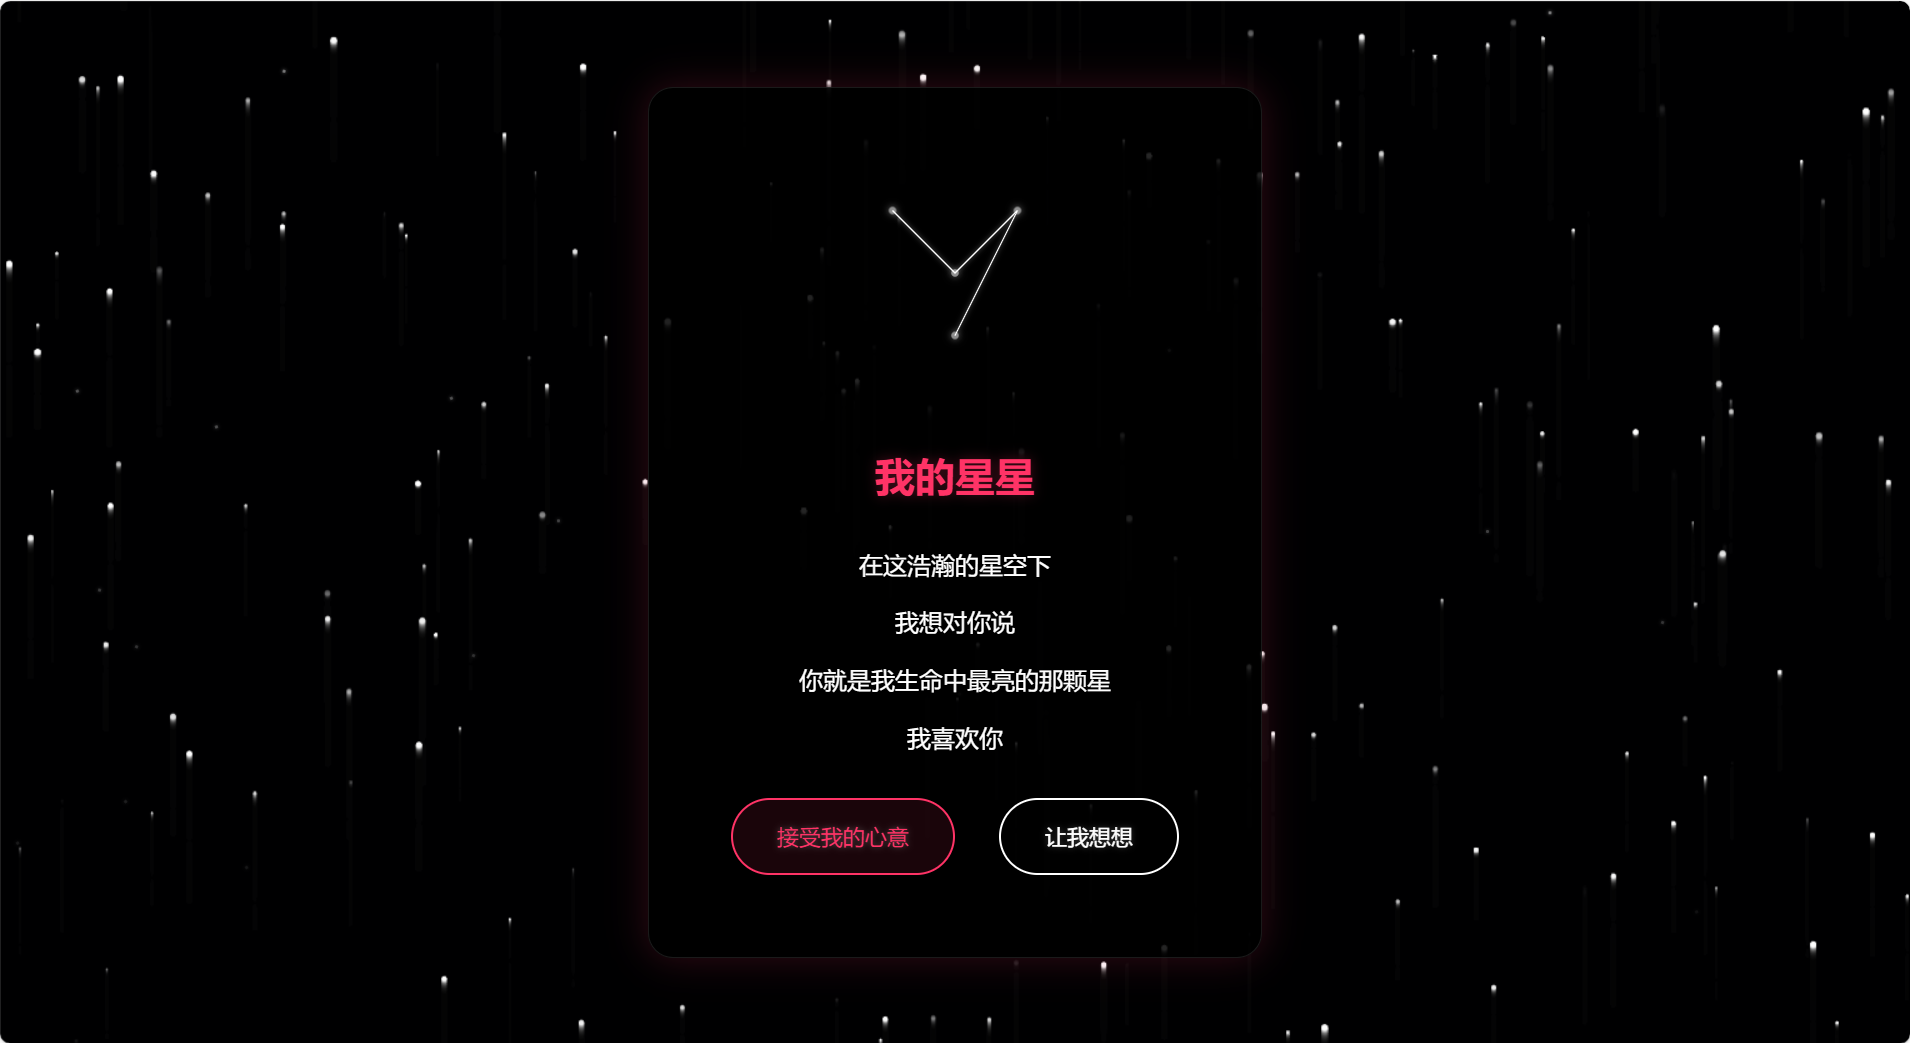 我的星星
在这浩瀚的星空下
我想对你说
你就是我生命中最亮的那颗星
我喜欢你
接受我的心意
让我想想